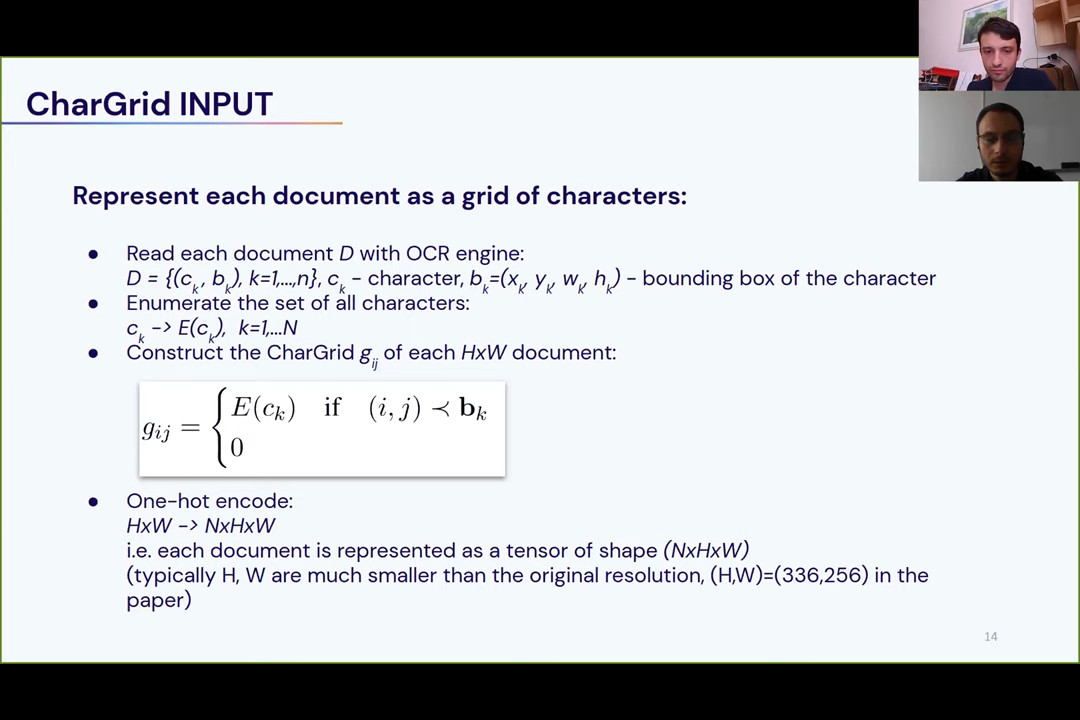 CharGrid INPUT
Represent each document as a grid of characters:
● Read each document D with OCR engine:
D = {(c_k, b_k), k=1,...,n}, c_k - character, b_k=(x_k, y_k, w_k, h_k) - bounding box of the character
● Enumerate the set of all characters:
c_k -> E(c_k), k=1,...N
● Construct the CharGrid g_ij of each HxW document:
g_ij = { E(c_k) if (i, j) ≺ b_k
0
● One-hot encode:
HxW -> NxHxW
i.e. each document is represented as a tensor of shape (NxHxW)
(typically H, W are much smaller than the original resolution, (H,W)=(336,256) in the
paper)
14